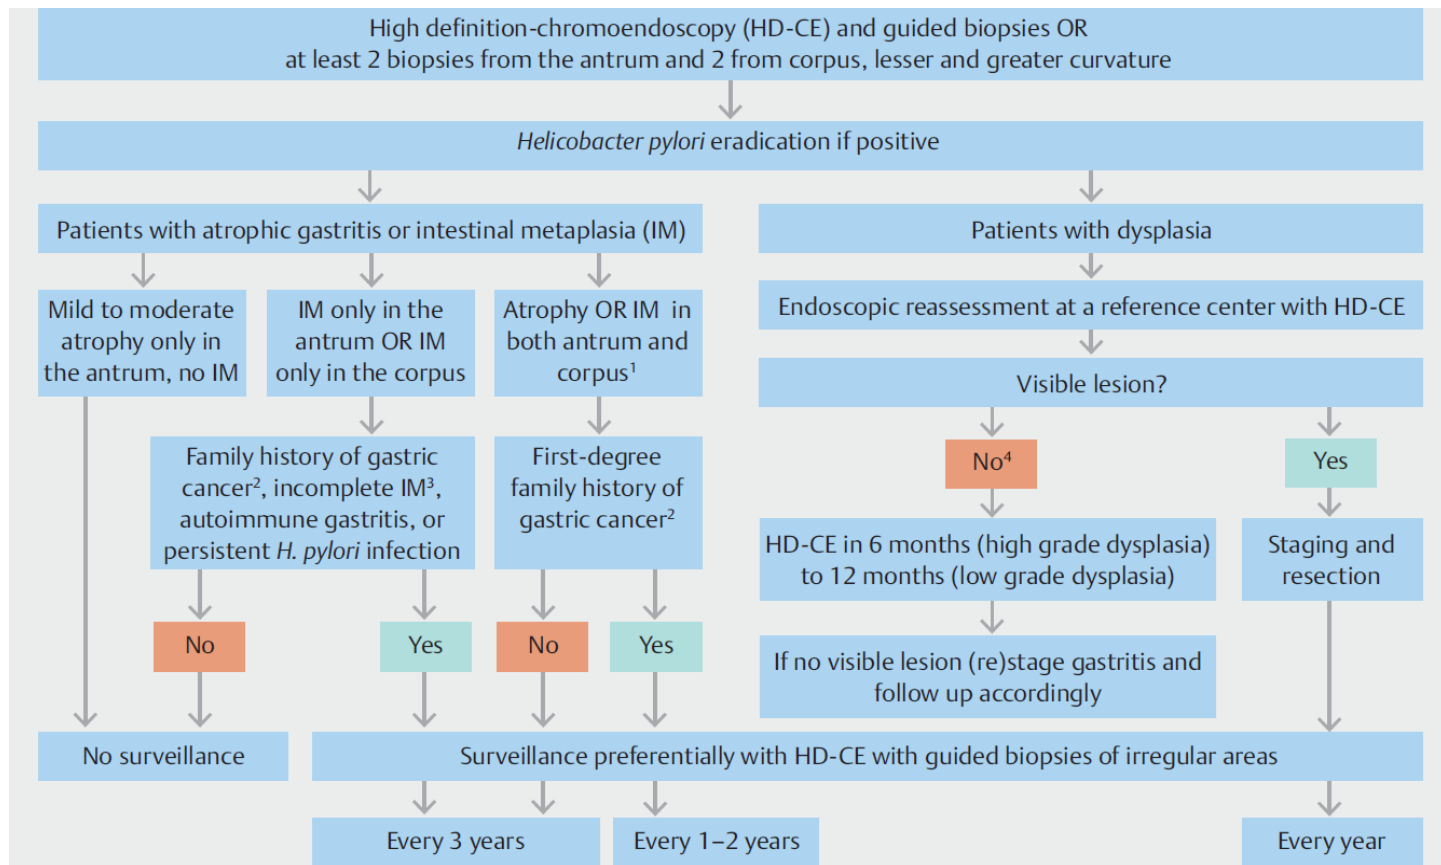 High definition-chromoendoscopy (HD-CE) and guided biopsies OR
at least 2 biopsies from the antrum and 2 from corpus, lesser and greater curvature
Helicobacter pylori eradication if positive
Patients with atrophic gastritis or intestinal metaplasia (IM)
Mild to moderate
atrophy only in
the antrum, no IM
IM only in the
antrum OR IM
only in the corpus
Atrophy OR IM in
both antrum and
corpus¹
Family history of gastric
cancer², incomplete IM³,
autoimmune gastritis, or
persistent H. pylori infection
First-degree
family history of
gastric cancer²
No
Yes
No
Yes
Patients with dysplasia
Endoscopic reassessment at a reference center with HD-CE
Visible lesion?
No⁴
Yes
HD-CE in 6 months (high grade dysplasia)
to 12 months (low grade dysplasia)
Staging and
resection
If no visible lesion (re)stage gastritis and
follow up accordingly
No surveillance
Surveillance preferentially with HD-CE with guided biopsies of irregular areas
Every 3 years
Every 1–2 years
Every year